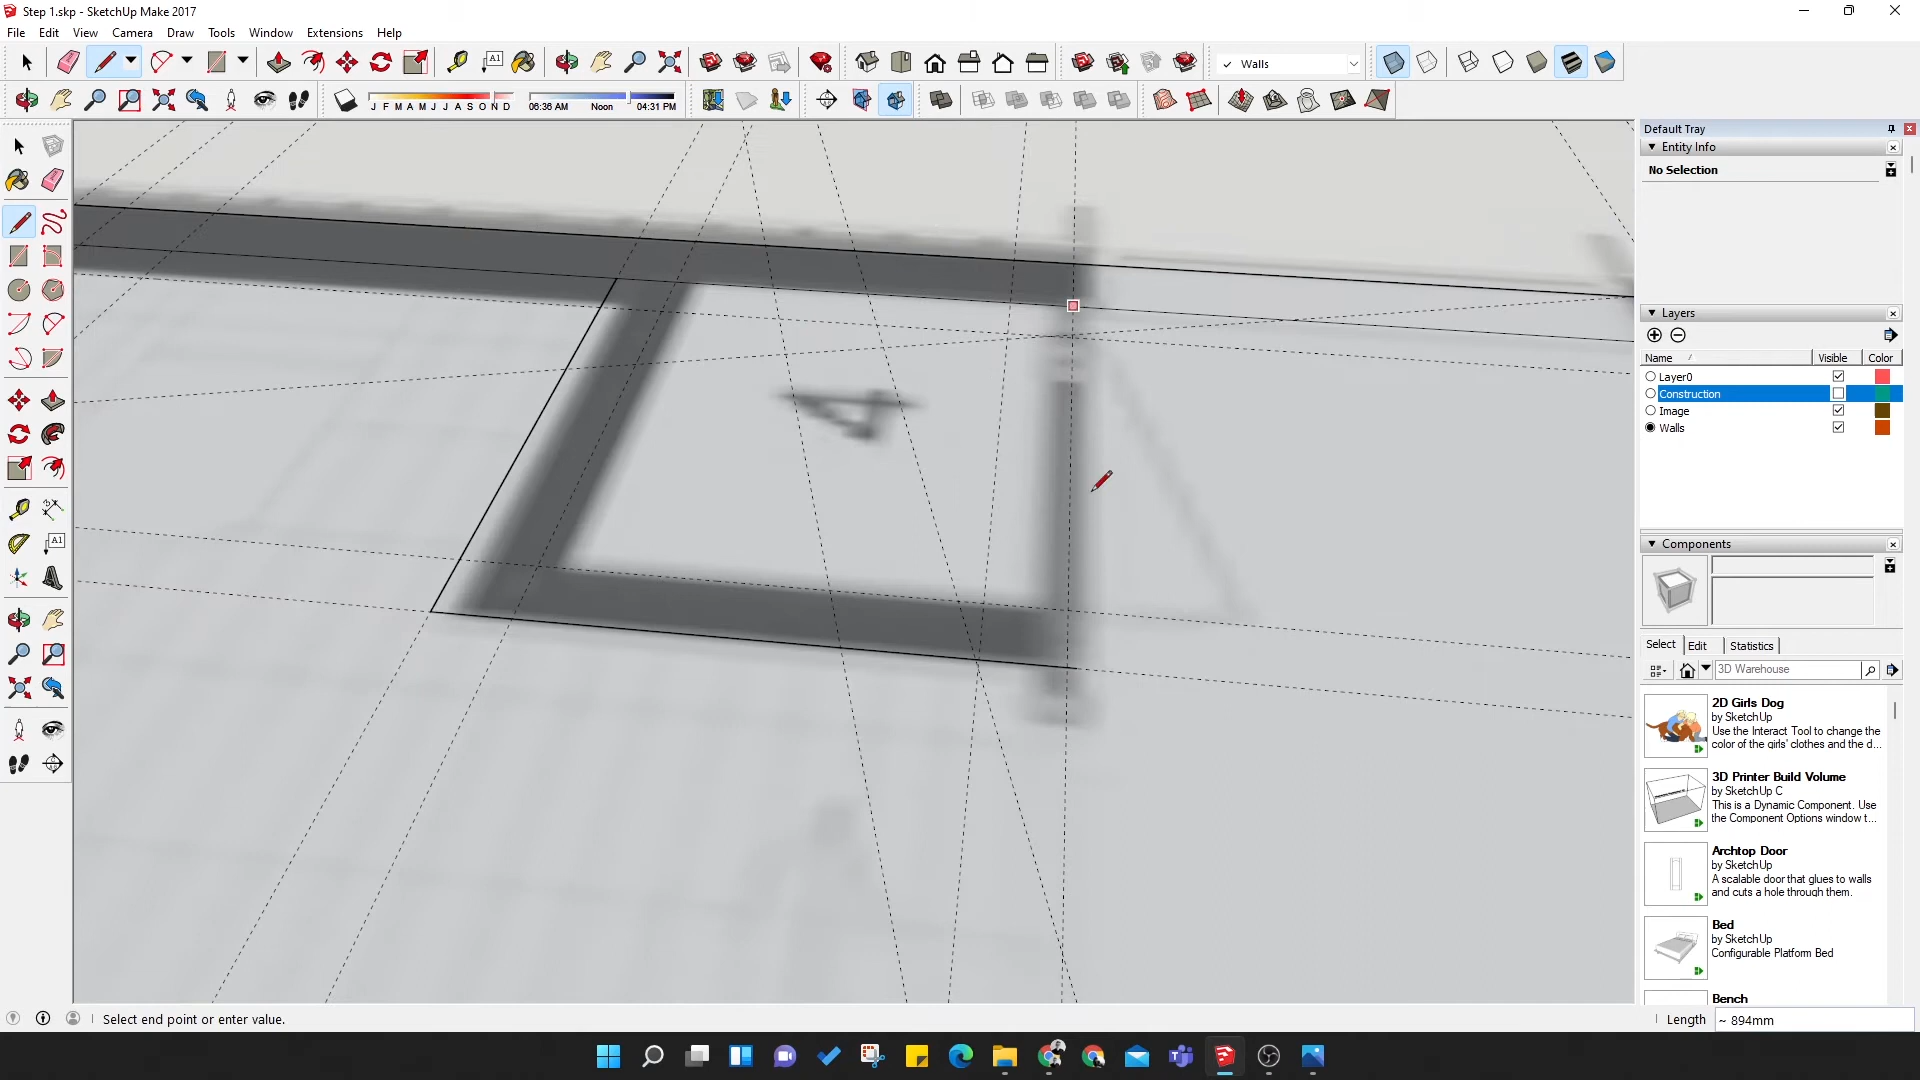 Step 1.skp - SketchUp Make 2017
File Edit View Camera Draw Tools Window Extensions Help
A1
✓ Walls
J F M A M J J A S O N D
06:36 AM Noon 04:31 PM
Default Tray
Entity Info
No Selection
A1
A
Layers
Name Visible Color
Layer0
Construction
Image
Walls
Components
Select Edit Statistics
3D Warehouse
2D Girls Dog
by SketchUp
Use the Interact Tool to change the
color of the girls' clothes and the d...
3D Printer Build Volume
by SketchUp C
This is a Dynamic Component. Use
the Component Options window t...
Archtop Door
by SketchUp
A scalable door that glues to walls
and cuts a hole through them.
Bed
by SketchUp
Configurable Platform Bed
Bench
Select end point or enter value.
Length ~ 894mm